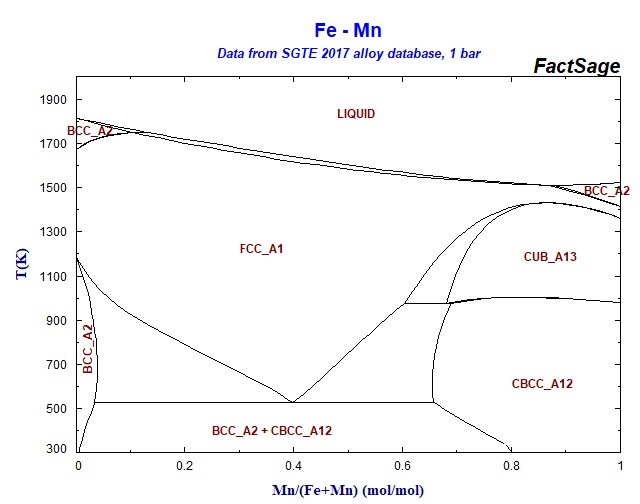 Fe - Mn
Data from SGTE 2017 alloy database, 1 bar
FactSage
1900
LIQUID
BCC_A2
1700
1500
BCC_A2
1300
FCC_A1
CUB_A13
T(K)
1100
900
BCC_A2
700
CBCC_A12
500
BCC_A2 + CBCC_A12
300
0 0.2 0.4 0.6 0.8 1
Mn/(Fe+Mn) (mol/mol)